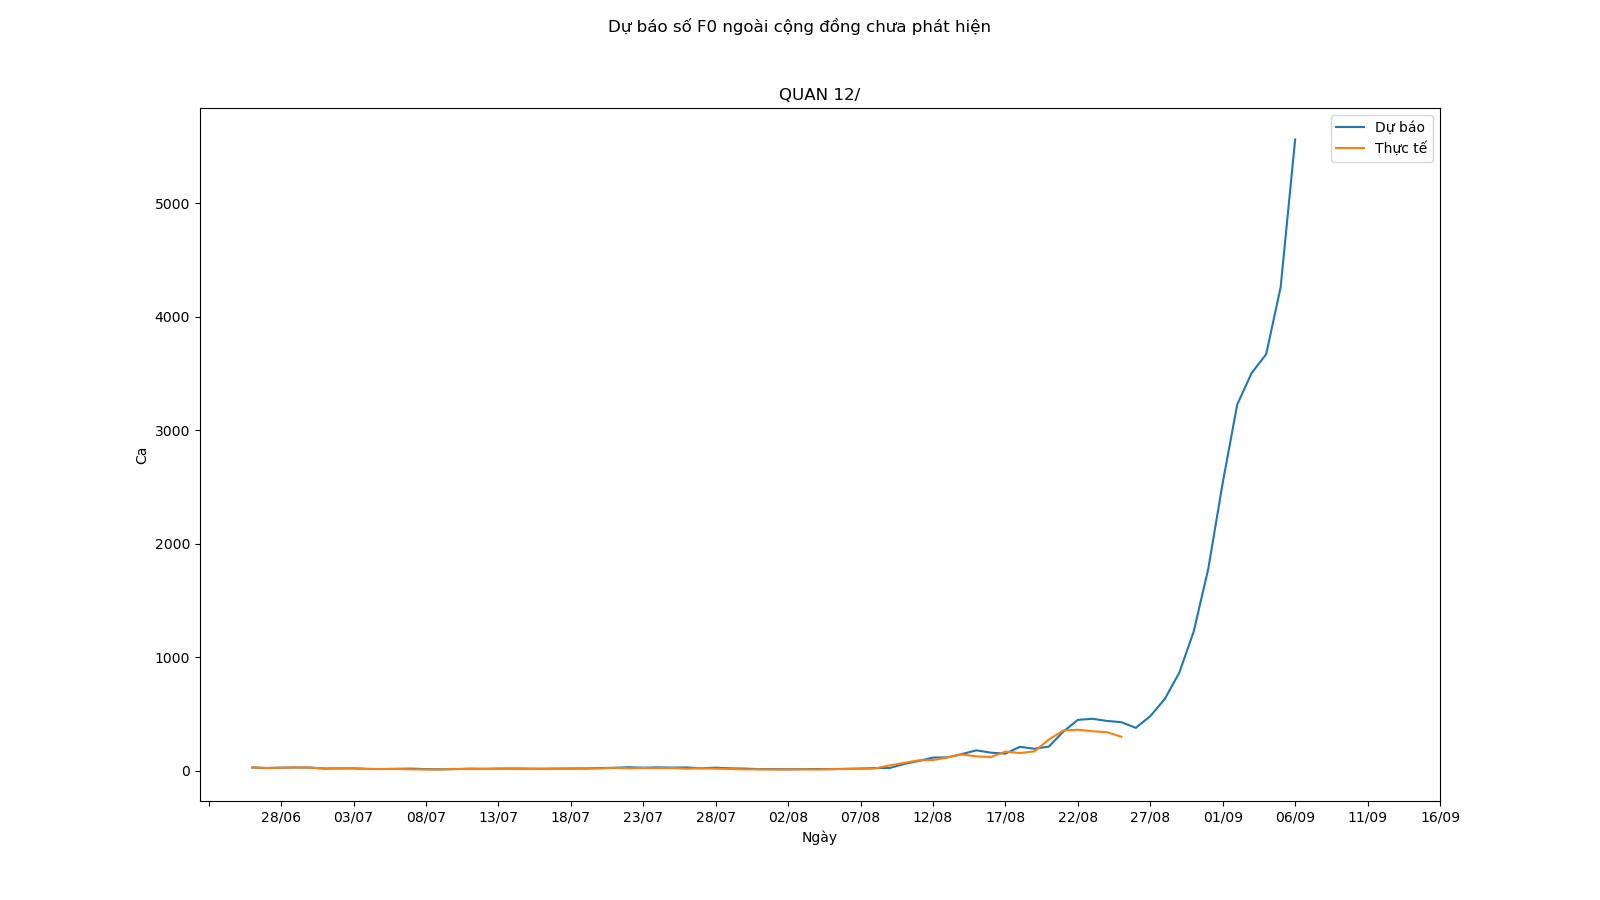 Dự báo số F0 ngoài cộng đồng chưa phát hiện
QUAN 12/
Dự báo
Thực tế
5000
4000
3000
2000
1000
0
Ca
28/06 03/07 08/07 13/07 18/07 23/07 28/07 02/08 07/08 12/08 17/08 22/08 27/08 01/09 06/09 11/09 16/09
Ngày